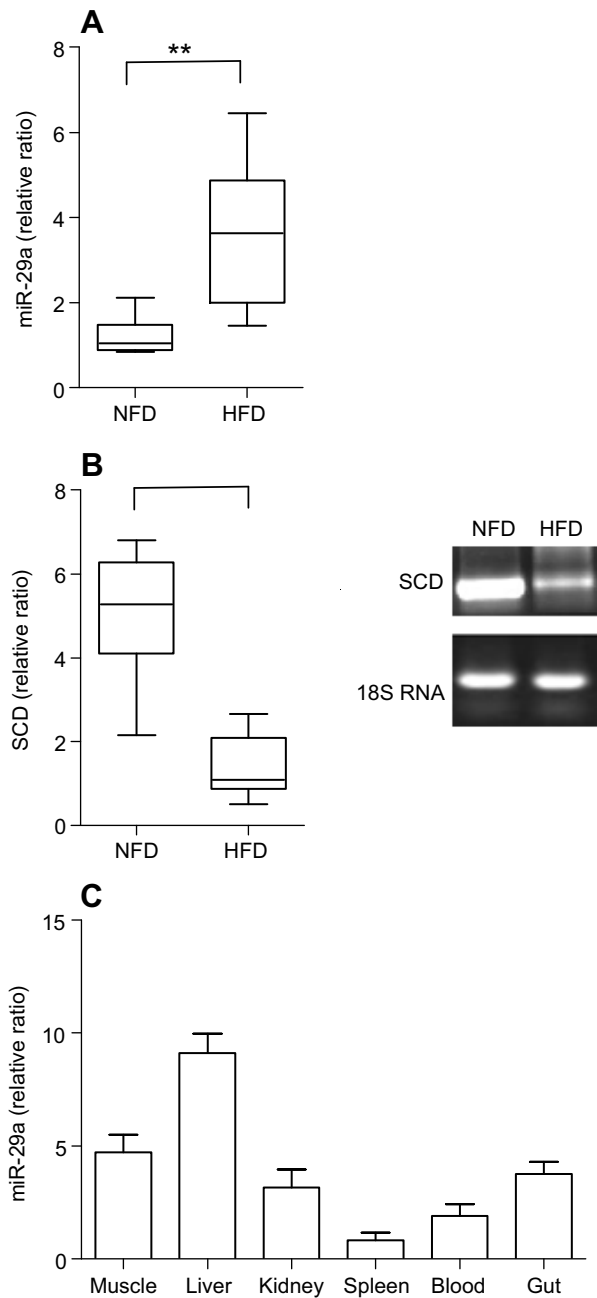 A
8
**
6
4
2
0
miR-29a (relative ratio)
NFD HFD
B
8
6
4
2
0
SCD (relative ratio)
NFD HFD
NFD HFD
SCD
18S RNA
C
15
10
5
0
miR-29a (relative ratio)
Muscle Liver Kidney Spleen Blood Gut